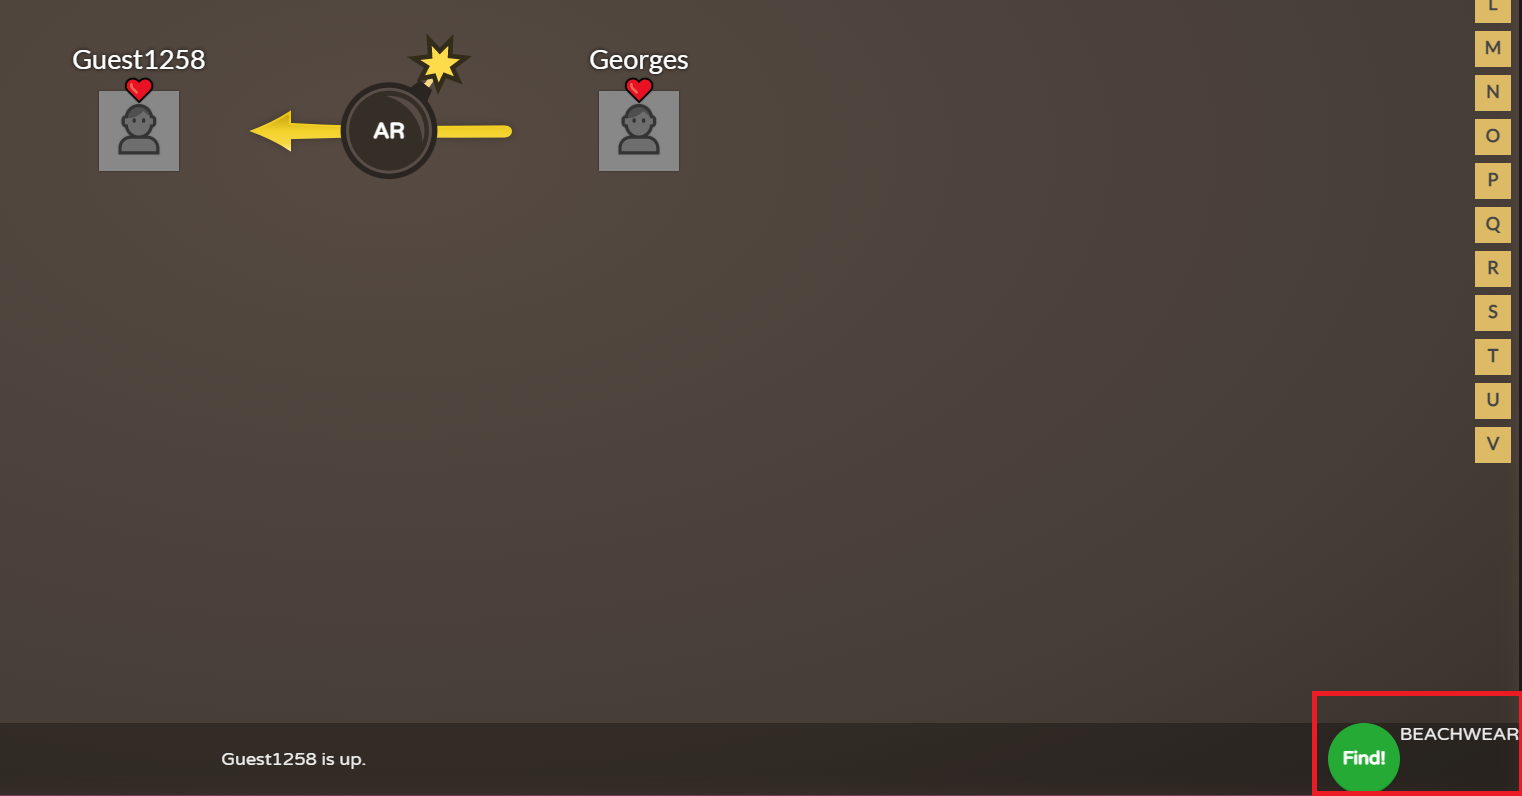 L
Guest1258
Georges
M
N
AR
O
P
Q
R
S
T
U
V
BEACHWEAR
Guest1258 is up.
Find!